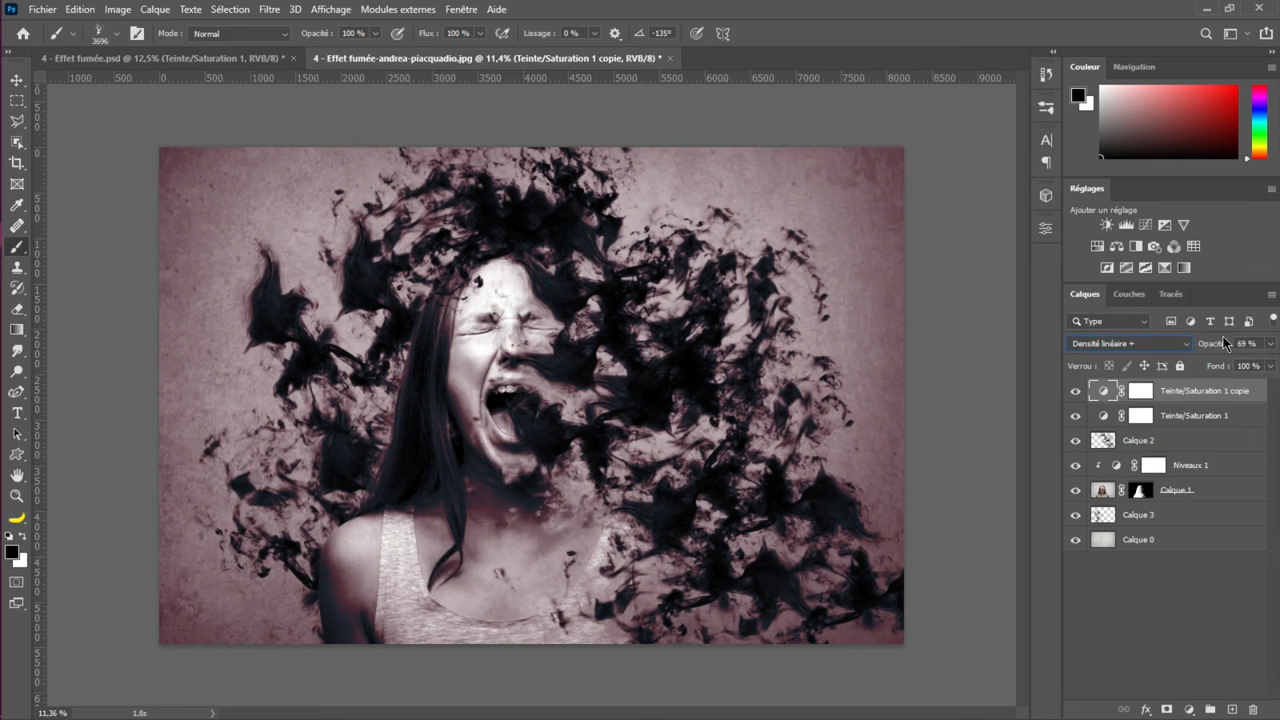 Ps Fichier Edition Image Calque Texte Sélection Filtre 3D Affichage Modules externes Fenêtre Aide
3696 Mode : Normal Opacité : 100 % Flux : 100 % Lissage : 0 % -135°
4 - Effet fumée.psd @ 12,5% (Teinte/Saturation 1, RVB/8) * × 4 - Effet fumée-andrea-piacquadio.jpg @ 11,4% (Teinte/Saturation 1 copie, RVB/8) * ×
1000 500 0 500 1000 1500 2000 2500 3000 3500 4000 4500 5000 5500 6000 6500 7000 7500 8000 8500 9000
Couleur Navigation
Réglages
Ajouter un réglage
Calques Couches Tracés
Type
Densité linéaire + Opacité 69 %
Verrou : Fond : 100 %
Teinte/Saturation 1 copie
Teinte/Saturation 1
Calque 2
Niveaux 1
Calque 1
Calque 3
Calque 0
11,36 % 1,8s